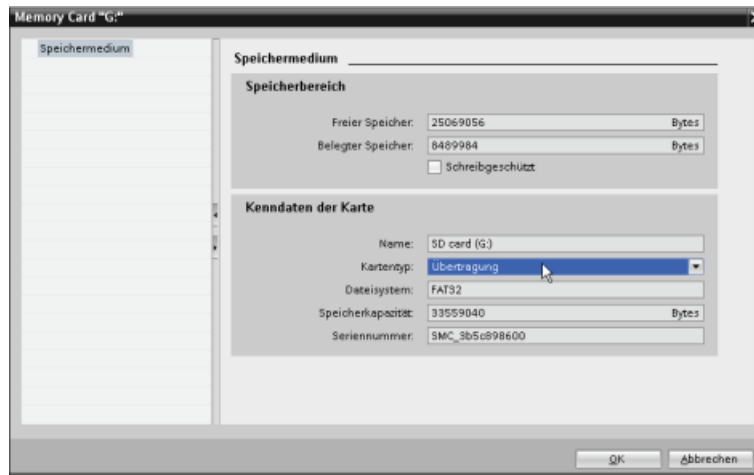 Memory Card "G:"
Speichermedium
Speichermedium
Speicherbereich
Freier Speicher: 25069056 Bytes
Belegter Speicher: 8489984 Bytes
Schreibgeschützt
Kenndaten der Karte
Name: SD card (G:)
Kartentyp: Übertragung
Dateisystem: FAT32
Speicherkapazität: 33559040 Bytes
Seriennummer: SMC_3b5c898600
OK Abbrechen